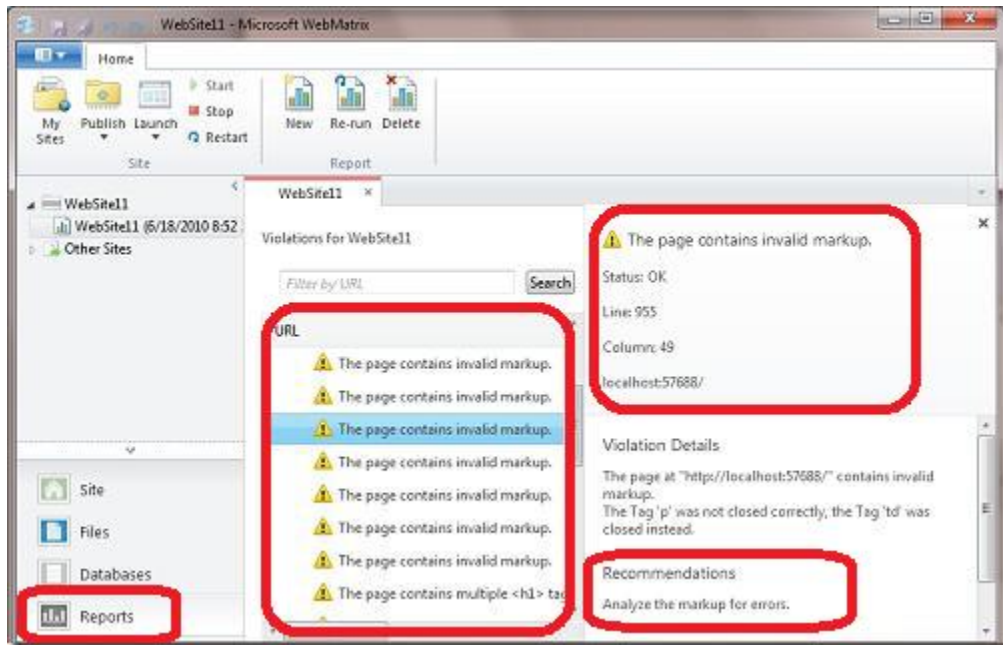 WebSite11 - Microsoft WebMatrix
Home
My Sites
Publish
Launch
Start
Stop
Restart
Site
New
Re-run
Delete
Report
WebSite11
WebSite11 (6/18/2010 8:52
Other Sites
Site
Files
Databases
Reports
WebSite11 ×
Violations for WebSite11
Filter by URL
Search
URL
The page contains invalid markup.
The page contains invalid markup.
The page contains invalid markup.
The page contains invalid markup.
The page contains invalid markup.
The page contains invalid markup.
The page contains invalid markup.
The page contains multiple <h1> tag
The page contains invalid markup.
Status: OK
Line: 955
Column: 49
localhost:57688/
Violation Details
The page at "http://localhost:57688/" contains invalid
markup.
The Tag 'p' was not closed correctly, the Tag 'td' was
closed instead.
Recommendations
Analyze the markup for errors.